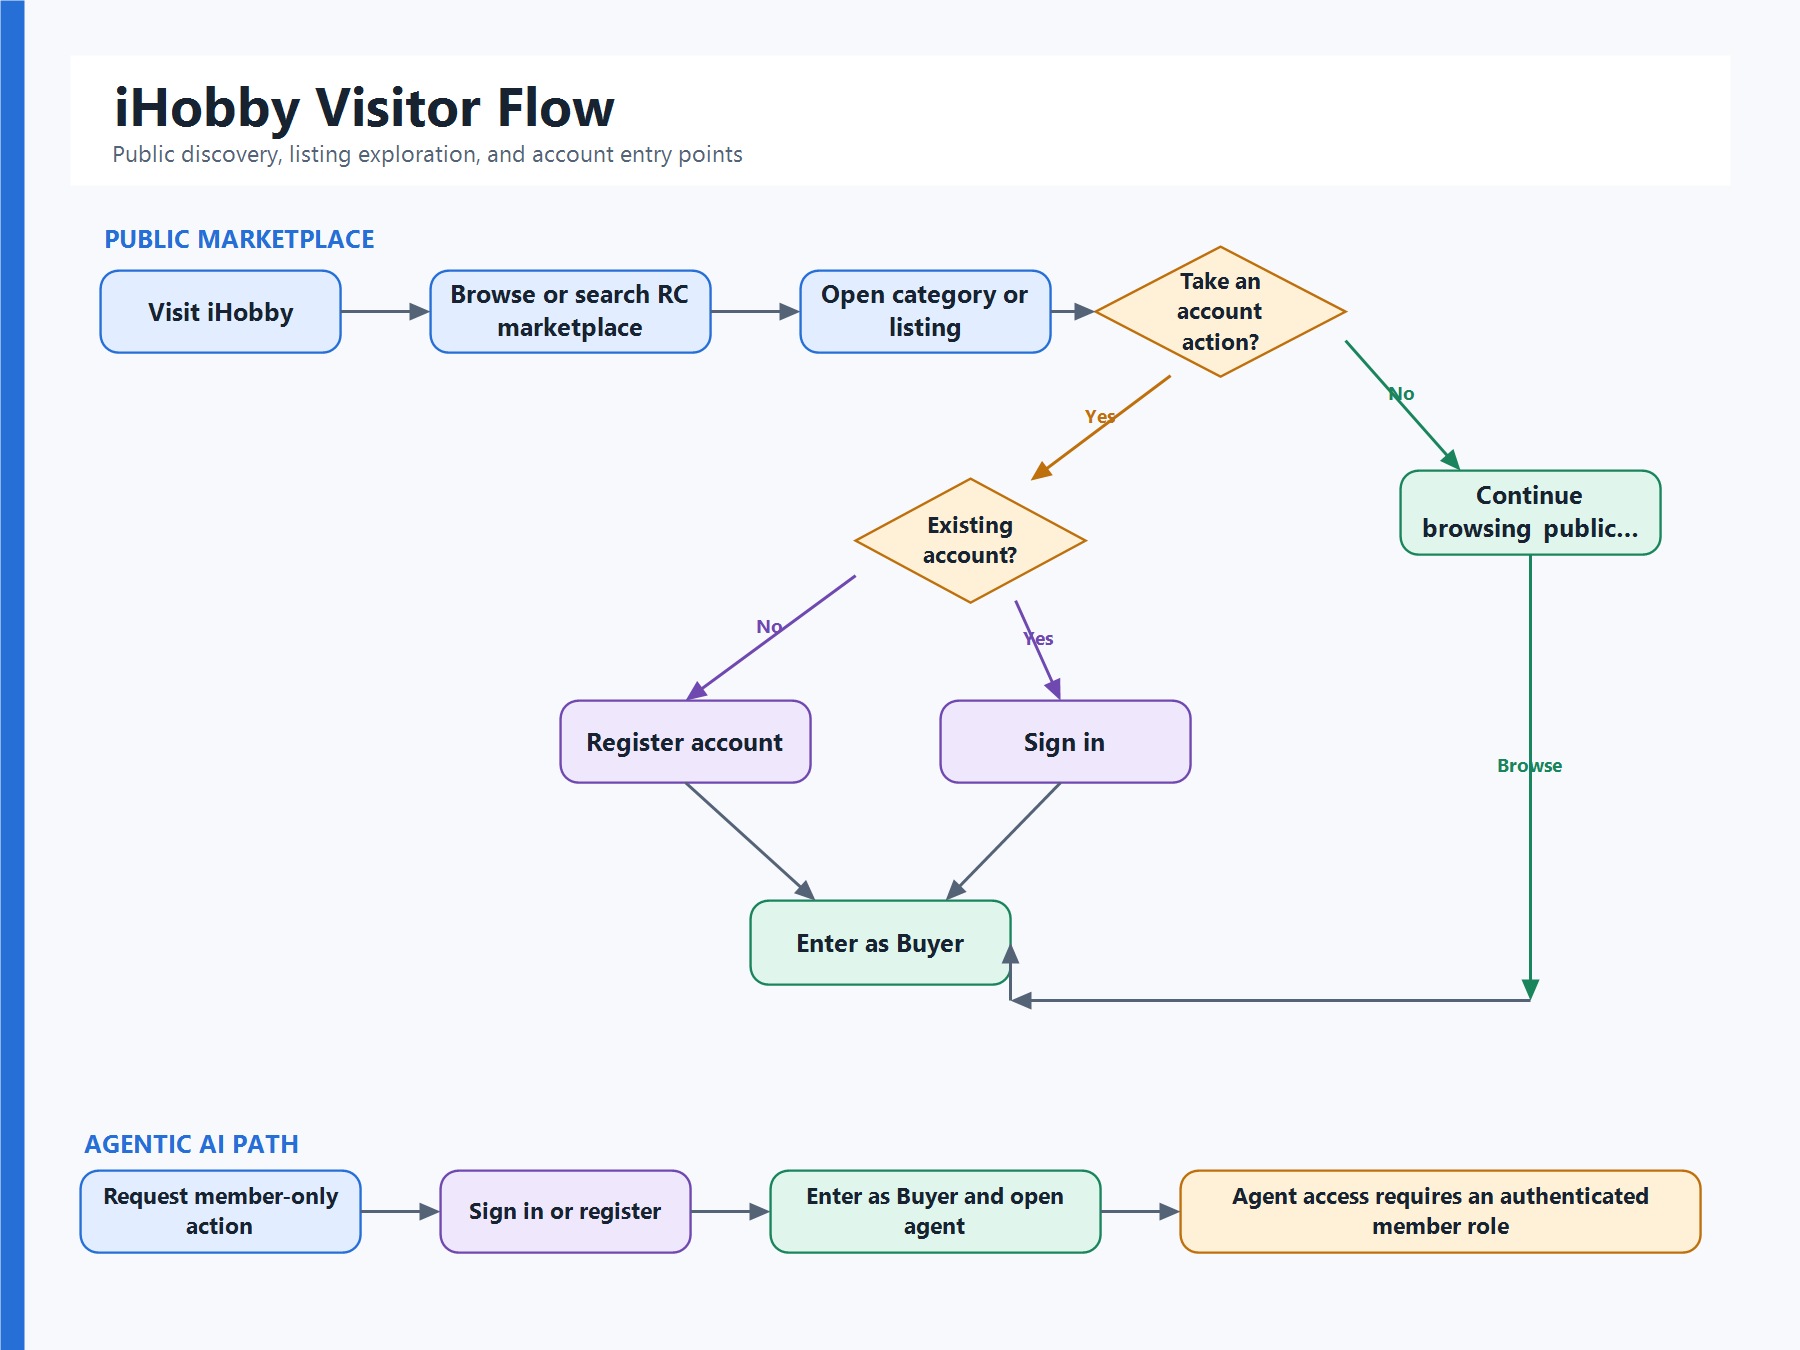 iHobby Visitor Flow
Public discovery, listing exploration, and account entry points
PUBLIC MARKETPLACE
Visit iHobby
Browse or search RC
marketplace
Open category or
listing
Take an
account
action?
No
Yes
Existing
account?
Continue
browsing public...
No
Yes
Register account
Sign in
Browse
Enter as Buyer
AGENTIC AI PATH
Request member-only
action
Sign in or register
Enter as Buyer and open
agent
Agent access requires an authenticated
member role